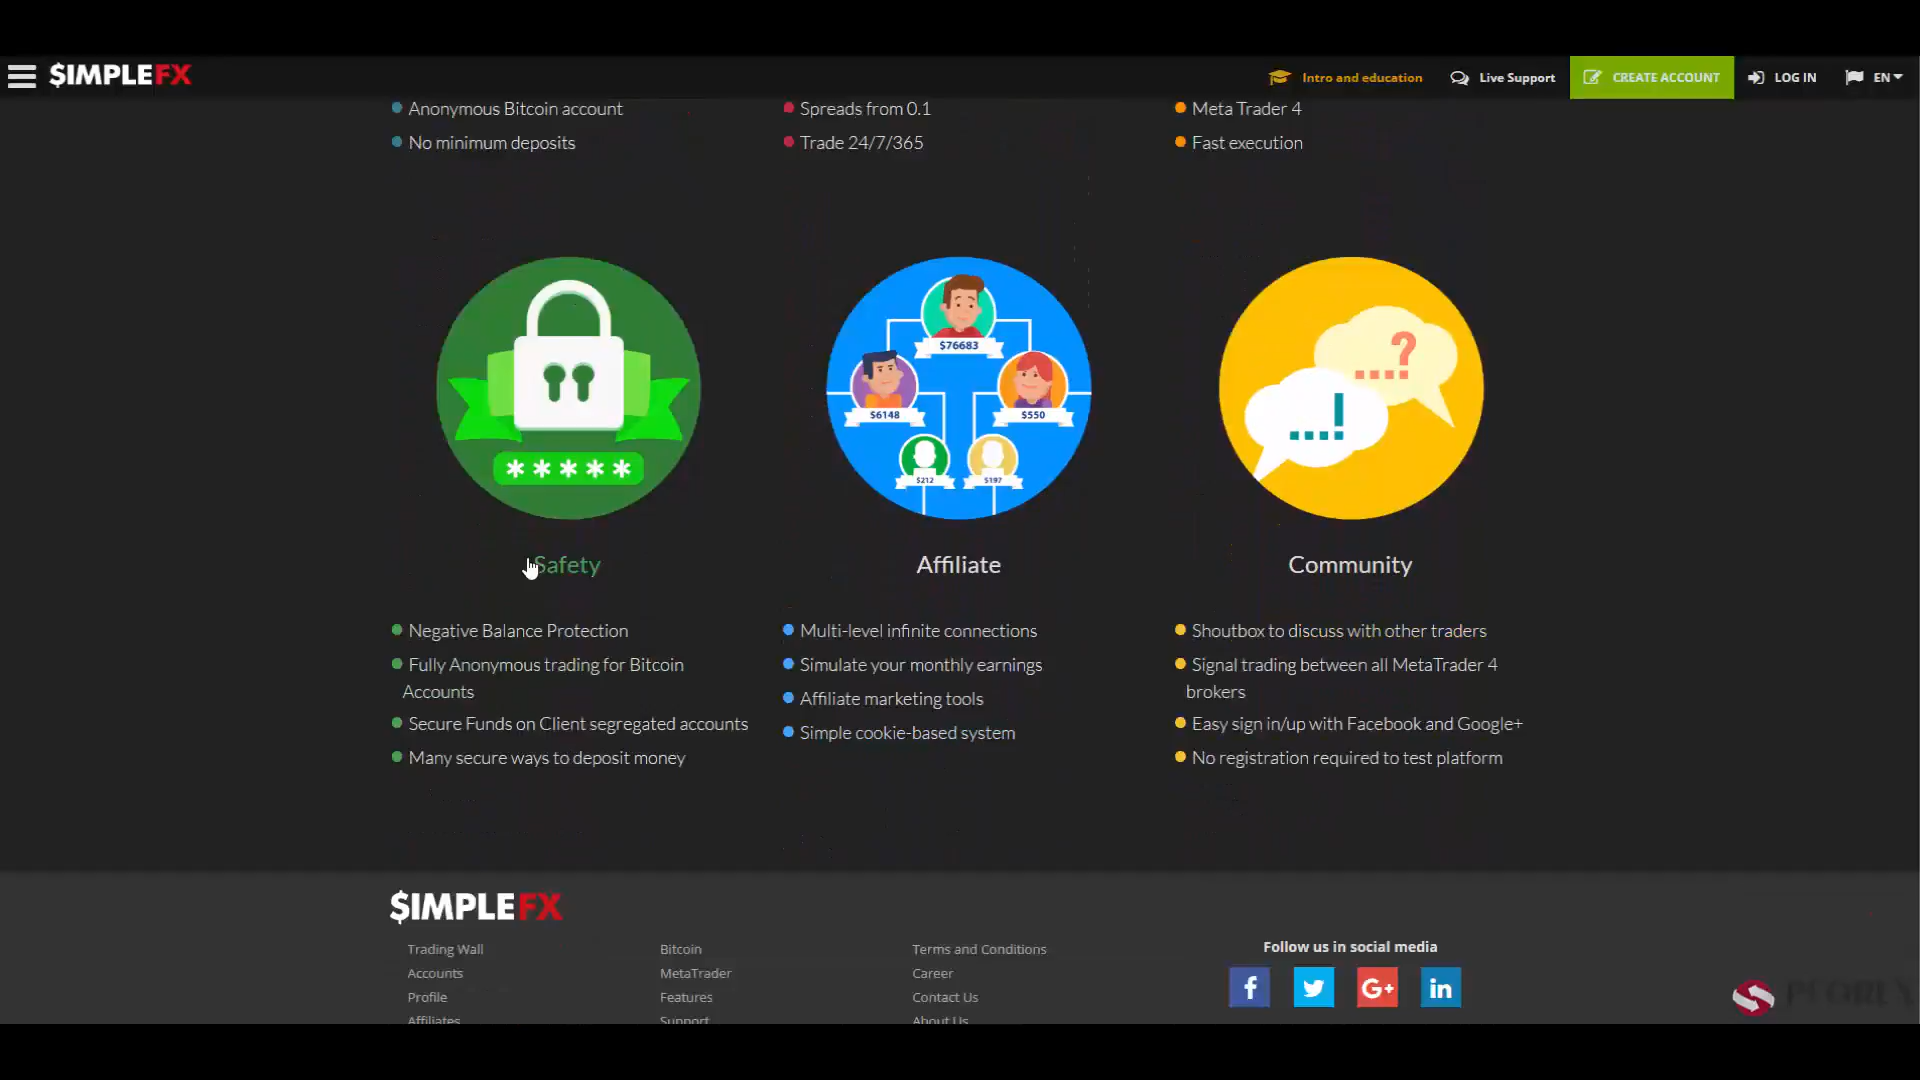 $IMPLEFX
Intro and education
Live Support
CREATE ACCOUNT
LOG IN
EN
Anonymous Bitcoin account
No minimum deposits
Spreads from 0.1
Trade 24/7/365
Meta Trader 4
Fast execution
*****
$76683
$6148
$550
$212
$197
....?
....!
Safety
Negative Balance Protection
Fully Anonymous trading for Bitcoin
Accounts
Secure Funds on Client segregated accounts
Many secure ways to deposit money
Affiliate
Multi-level infinite connections
Simulate your monthly earnings
Affiliate marketing tools
Simple cookie-based system
Community
Shoutbox to discuss with other traders
Signal trading between all MetaTrader 4
brokers
Easy sign in/up with Facebook and Google+
No registration required to test platform
$IMPLEFX
Trading Wall
Accounts
Profile
Affiliates
Bitcoin
MetaTrader
Features
Support
Terms and Conditions
Career
Contact Us
About Us
Follow us in social media
f
G+
in